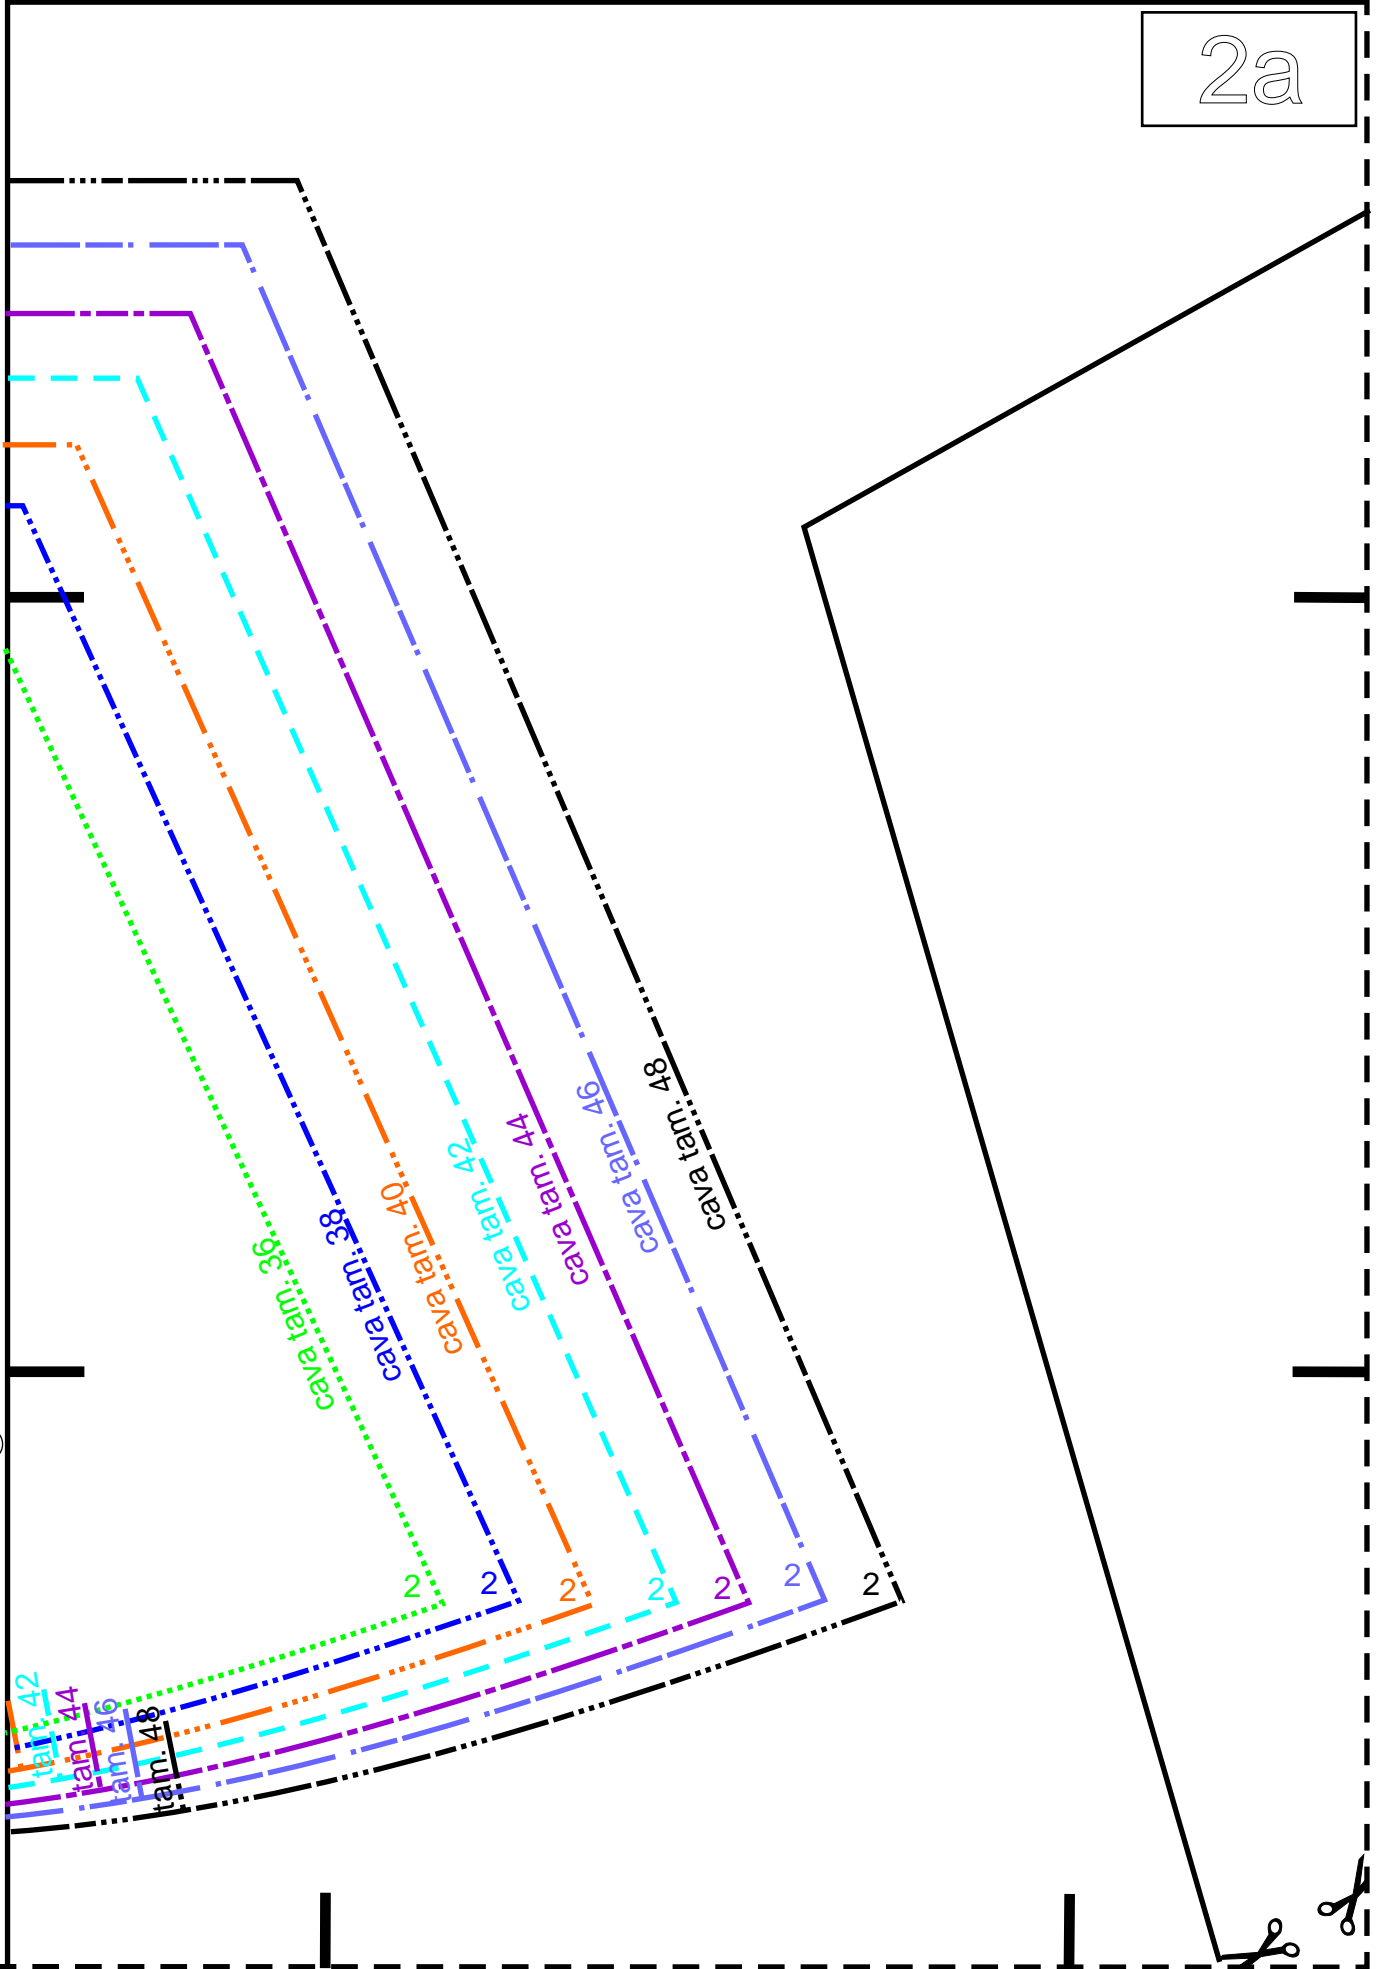 2a
cava tam. 48
cava tam. 46
cava tam. 44
cava tam. 42
cava tam. 40
cava tam. 38
cava tam. 36
2
2
2
2
2
2
2
tam. 42
tam. 44
tam. 46
tam. 48